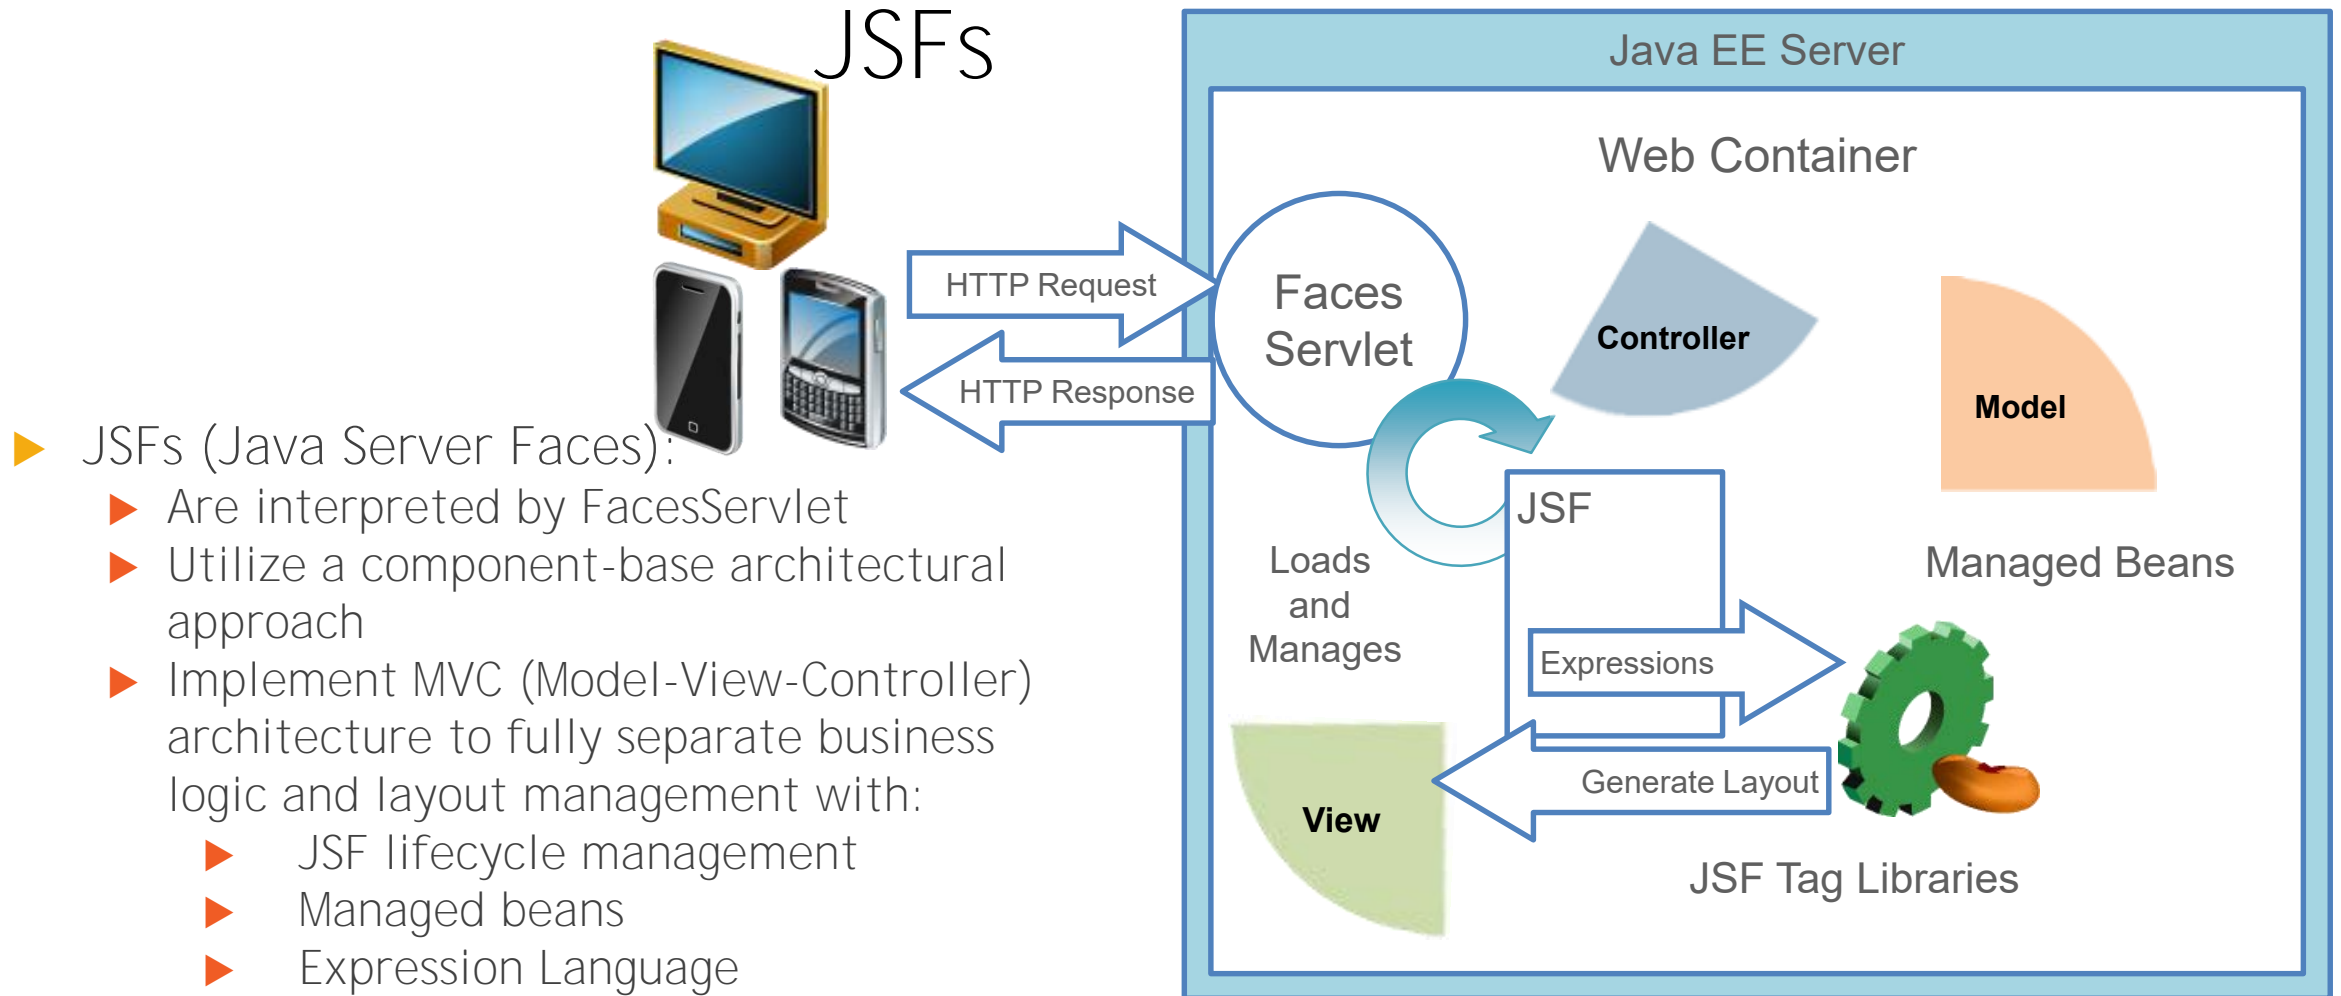 JSFs
JSFs (Java Server Faces):
Are interpreted by FacesServlet
Utilize a component-base architectural
approach
Implement MVC (Model-View-Controller)
architecture to fully separate business
logic and layout management with:
JSF lifecycle management
Managed beans
Expression Language
Java EE Server
Web Container
HTTP Request
HTTP Response
Faces
Servlet
Controller
Model
JSF
Loads
and
Manages
Managed Beans
Expressions
Generate Layout
View
JSF Tag Libraries